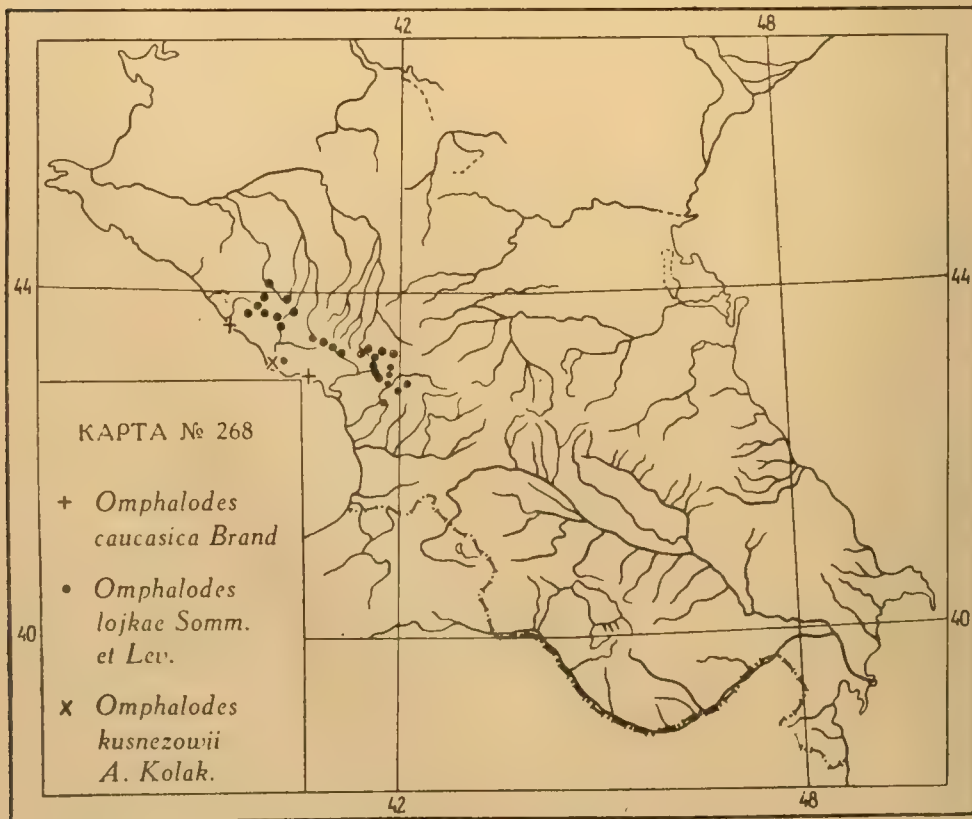 42 48
44 44
КАРТА № 268
+ Omphalodes
caucasica Brand
• Omphalodes
lojkae Somm.
et Lev.
40 40
x Omphalodes
kusnezowii
A. Kolak.
42 48